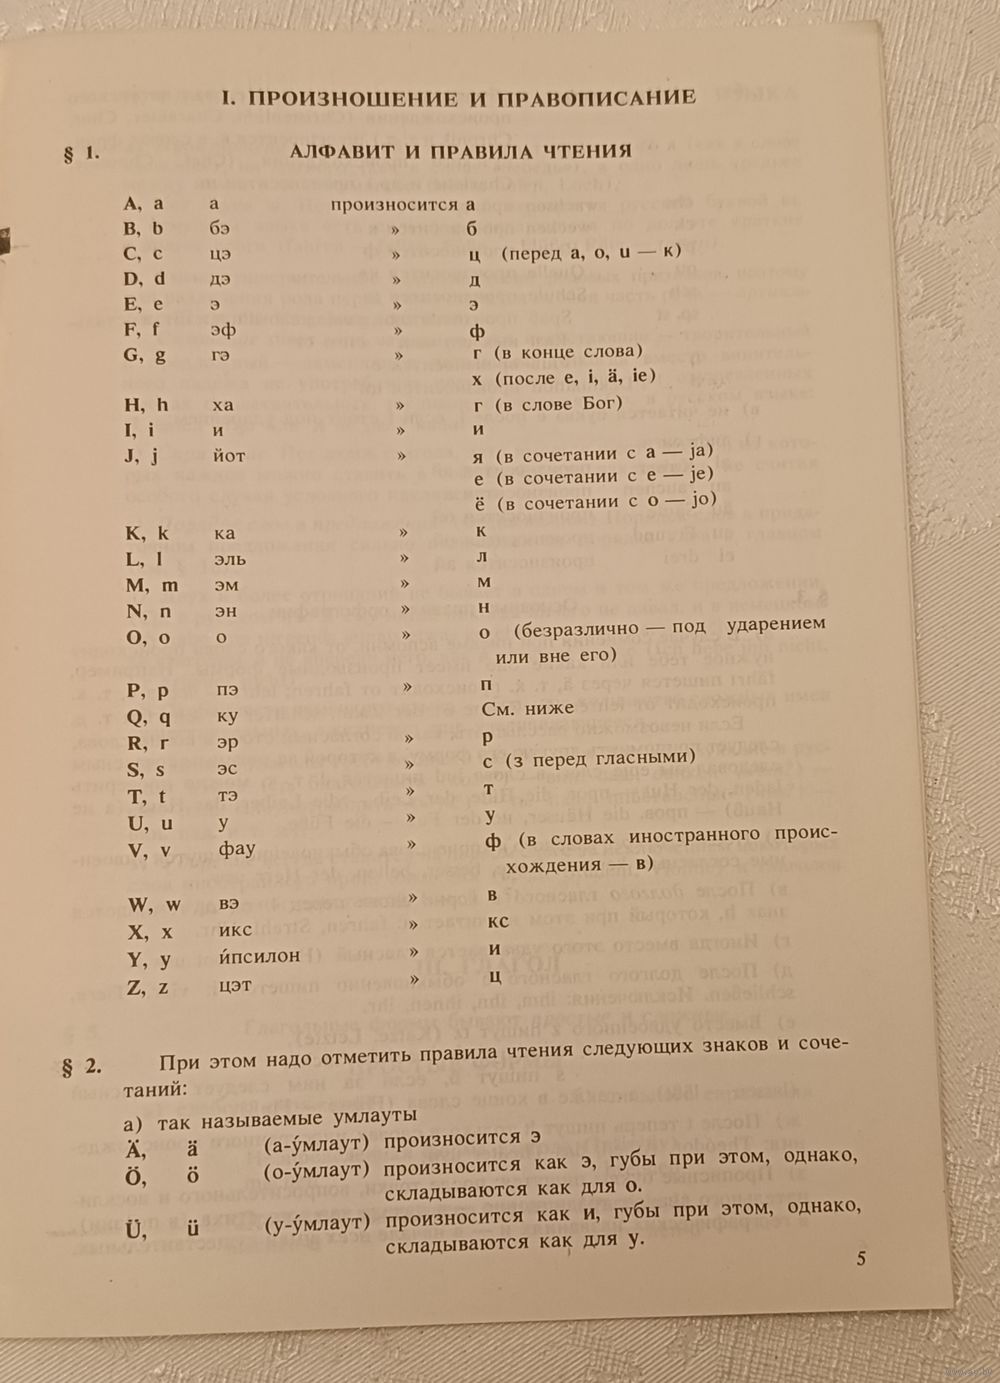 I. ПРОИЗНОШЕНИЕ И ПРАВОПИСАНИЕ
§ 1. АЛФАВИТ И ПРАВИЛА ЧТЕНИЯ
A, a а произносится а
B, b бэ » б
C, c цэ » ц (перед a, o, u — к)
D, d дэ » д
E, e э » э
F, f эф » ф
G, g гэ » г (в конце слова)
х (после e, i, ä, ie)
H, h ха » г (в слове Бог)
I, i и » и
J, j йот » я (в сочетании с a — ja)
е (в сочетании с e — je)
ё (в сочетании с o — jo)
K, k ка » к
L, l эль » л
M, m эм » м
N, n эн » н
O, o о » о (безразлично — под ударением
или вне его)
P, p пэ » п
Q, q ку См. ниже
R, r эр » р
S, s эс » с (з перед гласными)
T, t тэ » т
U, u у » у
V, v фау » ф (в словах иностранного проис-
хождения — в)
W, w вэ » в
X, x икс » кс
Y, y и́псилон » и
Z, z цэт » ц
§ 2. При этом надо отметить правила чтения следующих знаков и соче-
таний:
а) так называемые умлауты
Ä, ä (а-у́млаут) произносится э
Ö, ö (о-у́млаут) произносится как э, губы при этом, однако,
складываются как для о.
Ü, ü (у-у́млаут) произносится как и, губы при этом, однако,
складываются как для у.
5